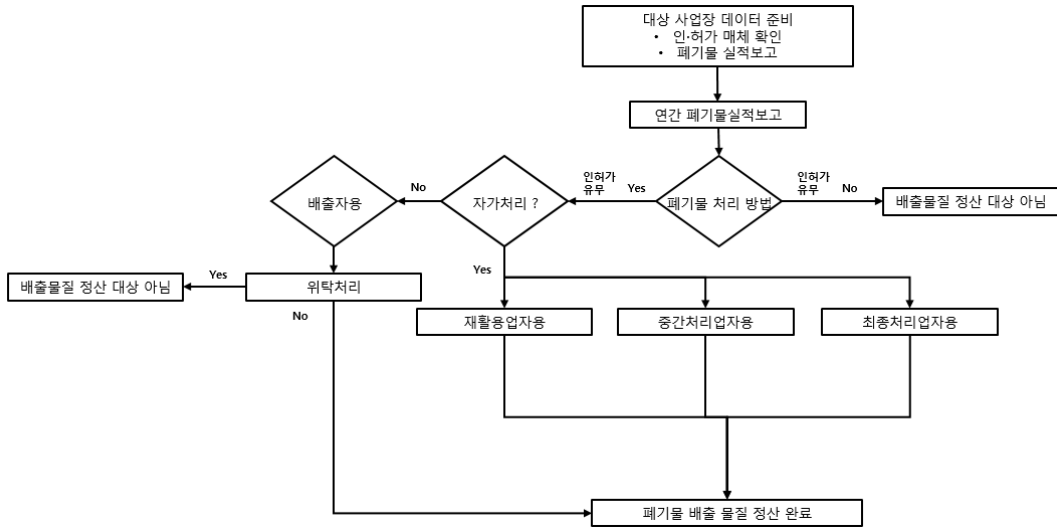 대상 사업장 데이터 준비
• 인·허가 매체 확인
• 폐기물 실적보고
연간 폐기물실적보고
배출자용
No
자가처리 ?
인허가
유무
Yes
폐기물 처리 방법
인허가
유무
No
배출물질 정산 대상 아님
배출물질 정산 대상 아님
Yes
위탁처리
No
Yes
재활용업자용
중간처리업자용
최종처리업자용
폐기물 배출 물질 정산 완료